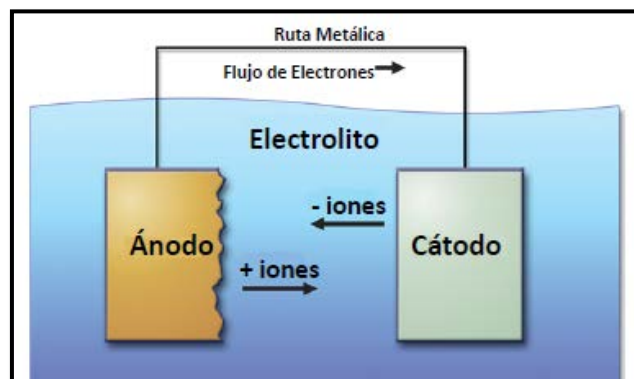 Ruta Metálica
Flujo de Electrones
Electrolito
- iones
Ánodo
Cátodo
+ iones